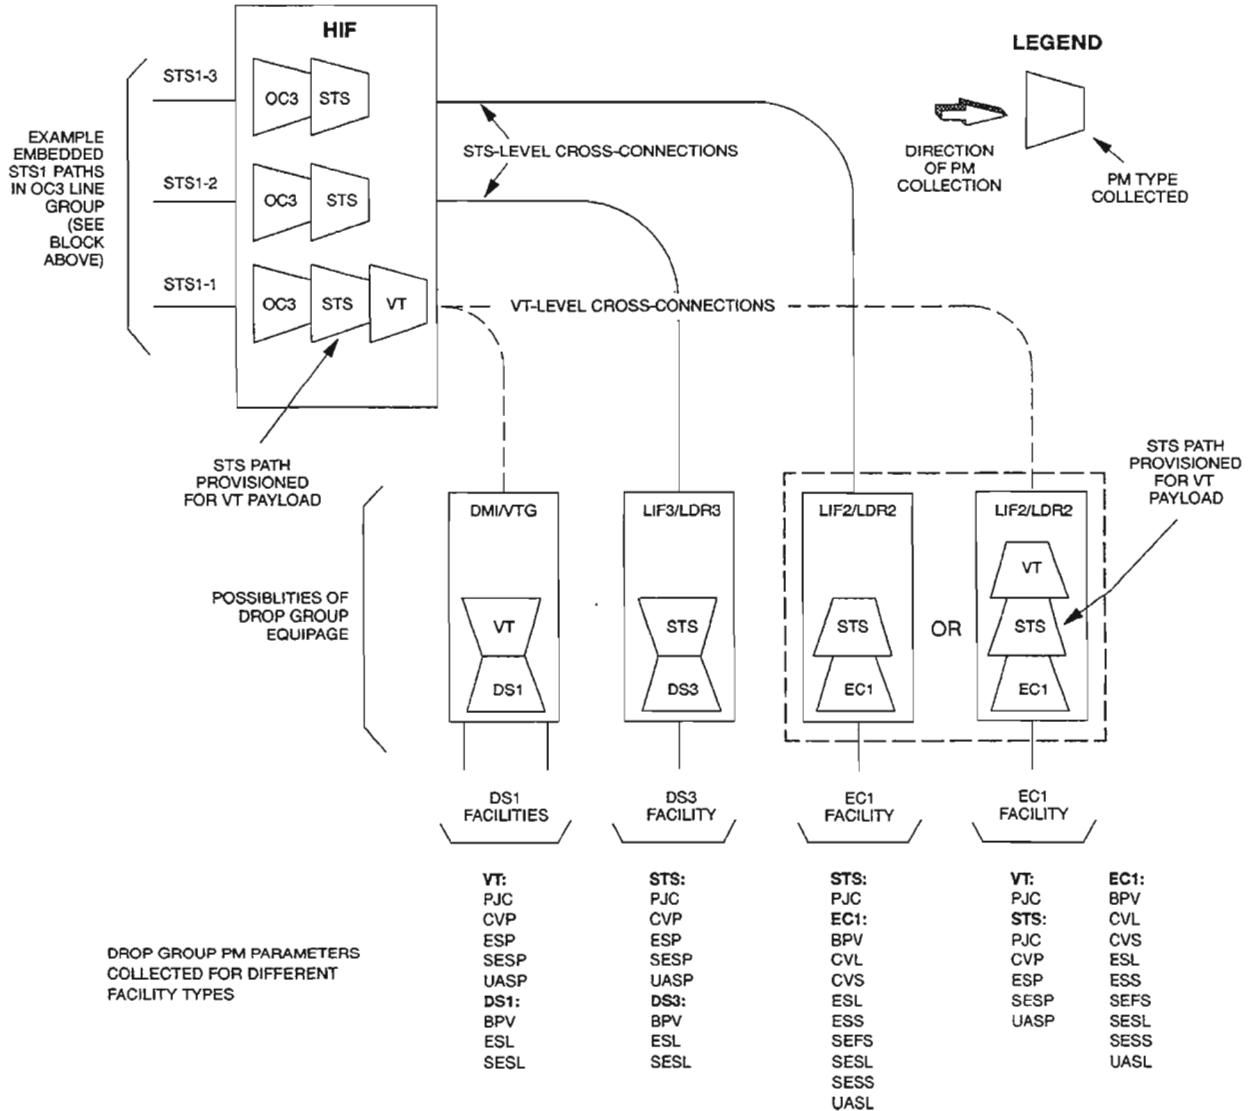 HIF
LEGEND
STS1-3
OC3 STS
EXAMPLE
EMBEDDED
STS1 PATHS
IN OC3 LINE
GROUP
(SEE
BLOCK
ABOVE)
STS-LEVEL CROSS-CONNECTIONS
DIRECTION
OF PM
COLLECTION
PM TYPE
COLLECTED
STS1-2
OC3 STS
STS1-1
OC3 STS VT
VT-LEVEL CROSS-CONNECTIONS
STS PATH
PROVISIONED
FOR VT PAYLOAD
STS PATH
PROVISIONED
FOR VT
PAYLOAD
POSSIBLITIES OF
DROP GROUP
EQUIPAGE
DMI/VTG
VT
DS1
LIF3/LDR3
STS
DS3
LIF2/LDR2
STS
EC1
OR
LIF2/LDR2
VT
STS
EC1
DS1
FACILITIES
DS3
FACILITY
EC1
FACILITY
EC1
FACILITY
DROP GROUP PM PARAMETERS
COLLECTED FOR DIFFERENT
FACILITY TYPES
VT:
PJC
CVP
ESP
SESP
UASP
DS1:
BPV
ESL
SESL
STS:
PJC
CVP
ESP
SESP
UASP
DS3:
BPV
ESL
SESL
STS:
PJC
EC1:
BPV
CVL
CVS
ESL
ESS
SEFS
SESL
SESS
UASL
VT:
PJC
STS:
PJC
CVP
ESP
SESP
UASP
EC1:
BPV
CVL
CVS
ESL
ESS
SEFS
SESL
SESS
UASL